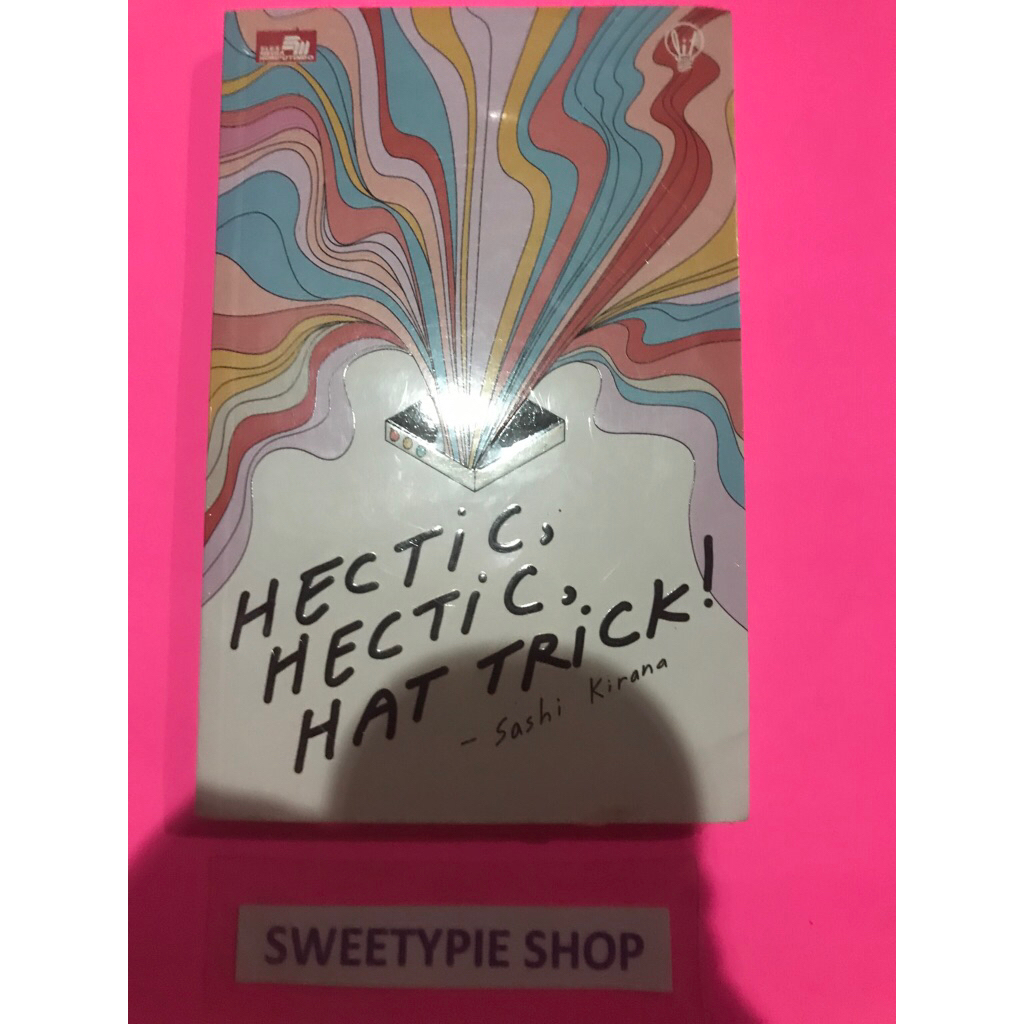 HECTiC,
HECTiC,
HAT TRiCK!
- Sashi Kirana
SWEETYPIE SHOP